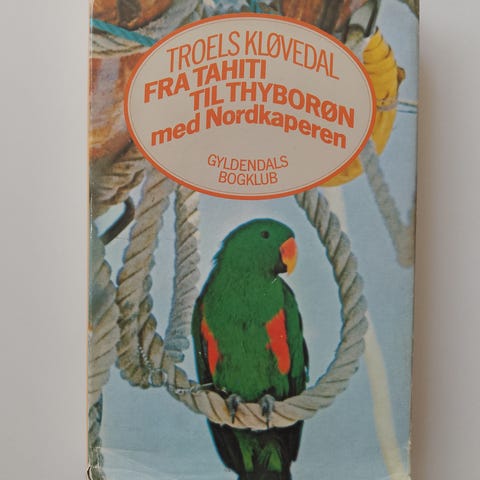 TROELS KLØVEDAL
FRA TAHITI
TIL THYBORØN
med Nordkaperen
GYLDENDALS
BOGKLUB